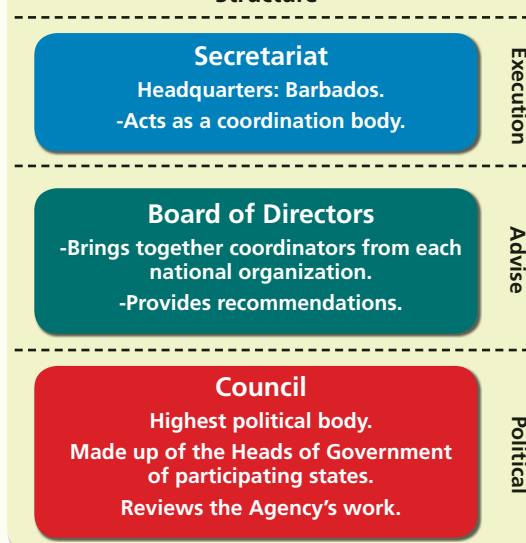 Structure
Secretariat
Headquarters: Barbados.
-Acts as a coordination body.
Execution
Board of Directors
-Brings together coordinators from each
national organization.
-Provides recommendations.
Advise
Council
Highest political body.
Made up of the Heads of Government
of participating states.
Reviews the Agency’s work.
Political